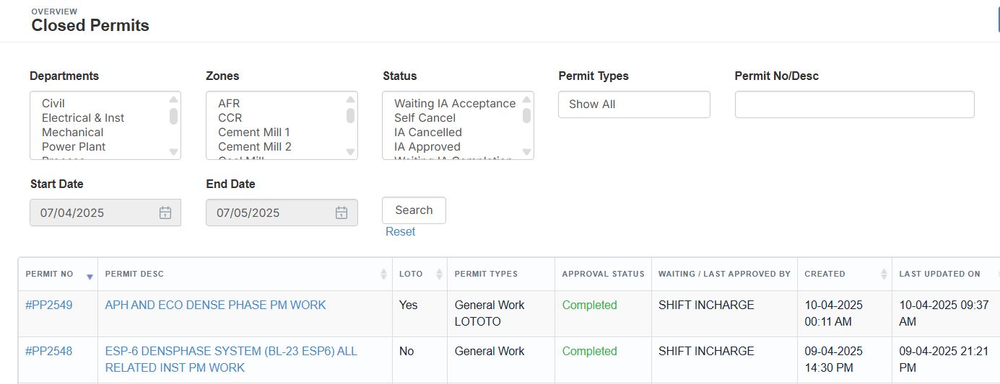 OVERVIEW
Closed Permits
Departments Zones Status Permit Types Permit No/Desc
Civil AFR Waiting IA Acceptance Show All
Electrical & Inst CCR Self Cancel
Mechanical Cement Mill 1 IA Cancelled
Power Plant Cement Mill 2 IA Approved
Process Coal Mill Waiting IA Completion
Start Date End Date
07/04/2025 07/05/2025 Search
Reset
PERMIT NO PERMIT DESC LOTO PERMIT TYPES APPROVAL STATUS WAITING / LAST APPROVED BY CREATED LAST UPDATED ON
#PP2549 APH AND ECO DENSE PHASE PM WORK Yes General Work Completed SHIFT INCHARGE 10-04-2025 10-04-2025 09:37
LOTOTO 00:11 AM AM
#PP2548 ESP-6 DENSPHASE SYSTEM (BL-23 ESP6) ALL No General Work Completed SHIFT INCHARGE 09-04-2025 09-04-2025 21:21
RELATED INST PM WORK 14:30 PM PM